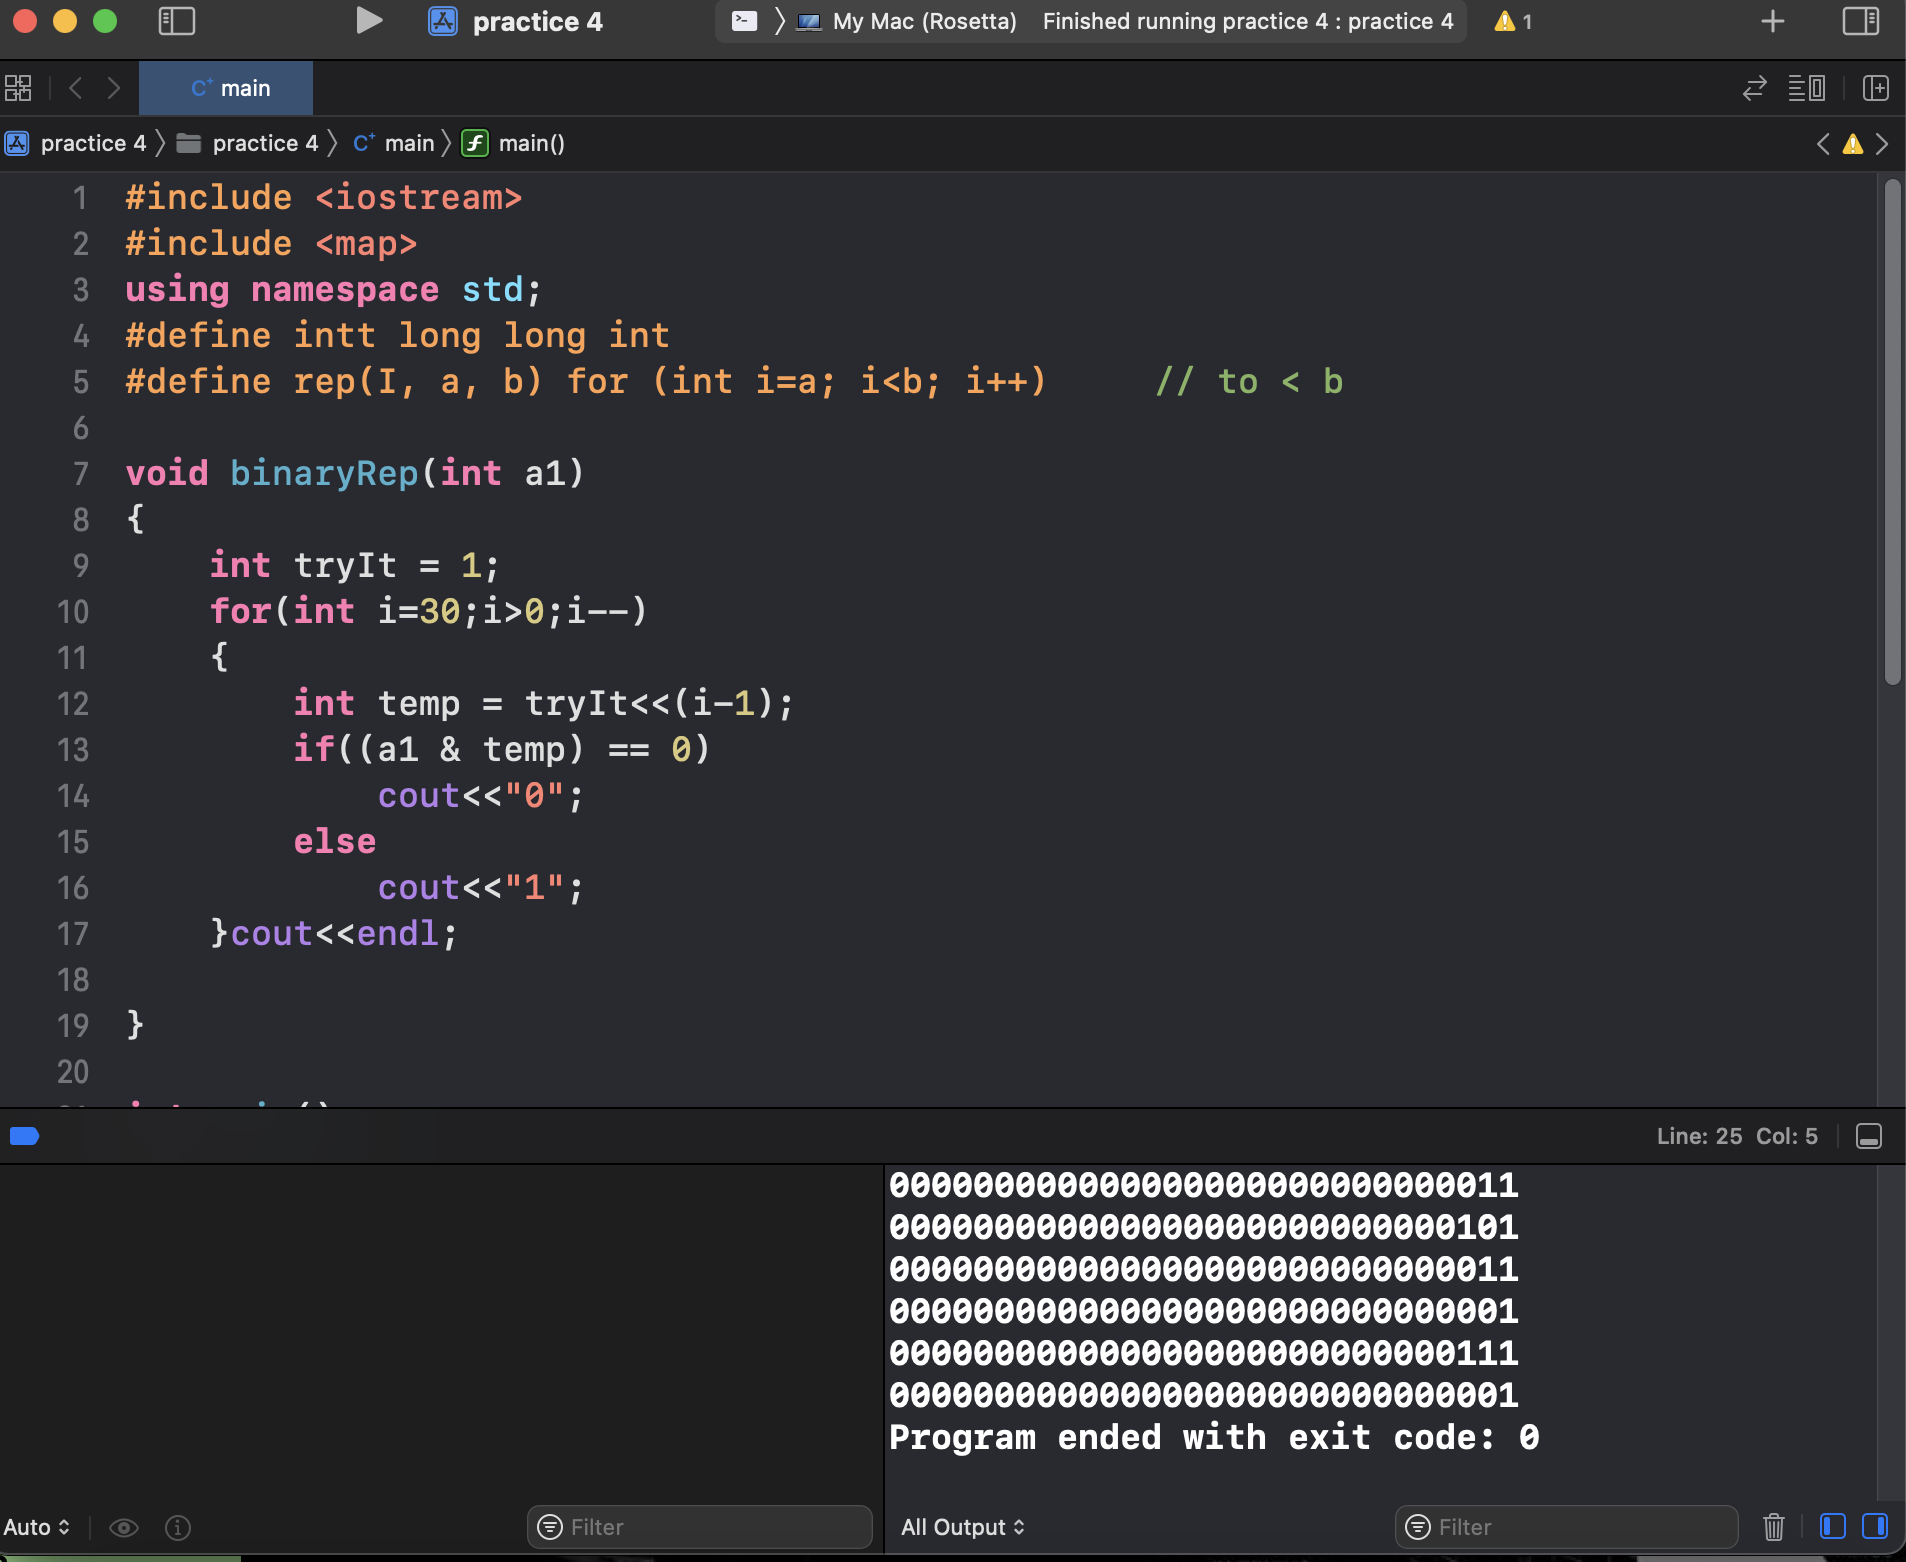 practice 4
My Mac (Rosetta) Finished running practice 4 : practice 4 1
C+ main
practice 4 practice 4 C+ main f main()
1 #include <iostream>
2 #include <map>
3 using namespace std;
4 #define intt long long int
5 #define rep(I, a, b) for (int i=a; i<b; i++) // to < b
6
7 void binaryRep(int a1)
8 {
9 int tryIt = 1;
10 for(int i=30;i>0;i--)
11 {
12 int temp = tryIt<<(i-1);
13 if((a1 & temp) == 0)
14 cout<<"0";
15 else
16 cout<<"1";
17 }cout<<endl;
18
19 }
20
Line: 25 Col: 5
000000000000000000000000000011
000000000000000000000000000101
000000000000000000000000000011
000000000000000000000000000001
000000000000000000000000000111
000000000000000000000000000001
Program ended with exit code: 0
Auto Filter All Output Filter